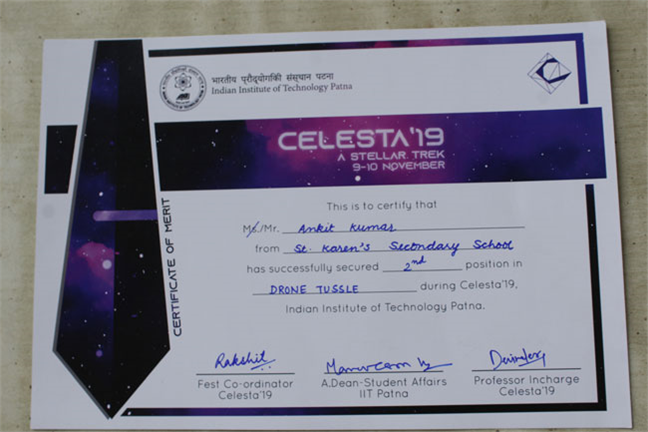 भारतीय प्रौद्योगिकी संस्थान पटना
Indian Institute of Technology Patna
CELESTA'19
A STELLAR TREK
9-10 NOVEMBER
CERTIFICATE OF MERIT
This is to certify that
Ms./Mr. Ankit Kumar
from St. Karen's Secondary School
has successfully secured 2nd position in
DRONE TUSSLE during Celesta'19,
Indian Institute of Technology Patna.
Rakshit
Fest Co-ordinator A.Dean-Student Affairs Professor Incharge
Celesta'19 IIT Patna Celesta'19